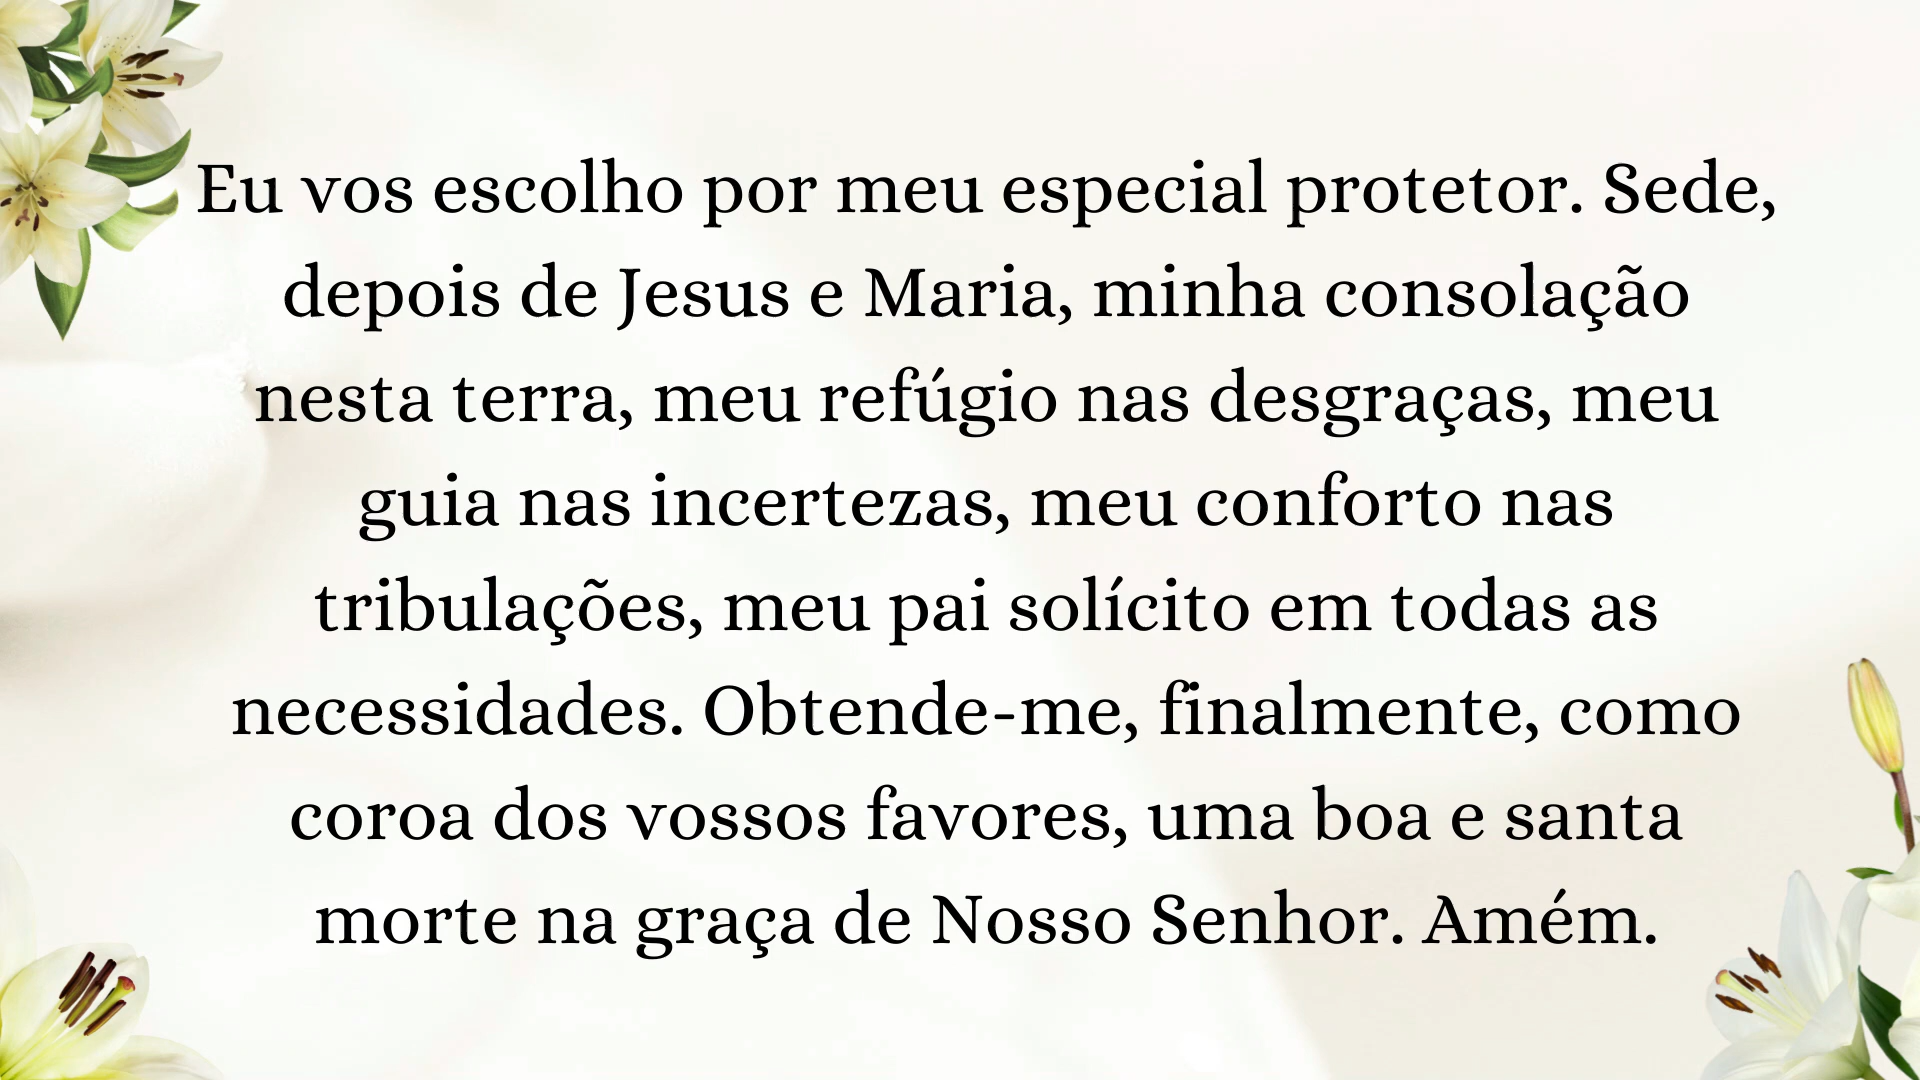 Eu vos escolho por meu especial protetor. Sede,
depois de Jesus e Maria, minha consolação
nesta terra, meu refúgio nas desgraças, meu
guia nas incertezas, meu conforto nas
tribulações, meu pai solícito em todas as
necessidades. Obtende-me, finalmente, como
coroa dos vossos favores, uma boa e santa
morte na graça de Nosso Senhor. Amém.